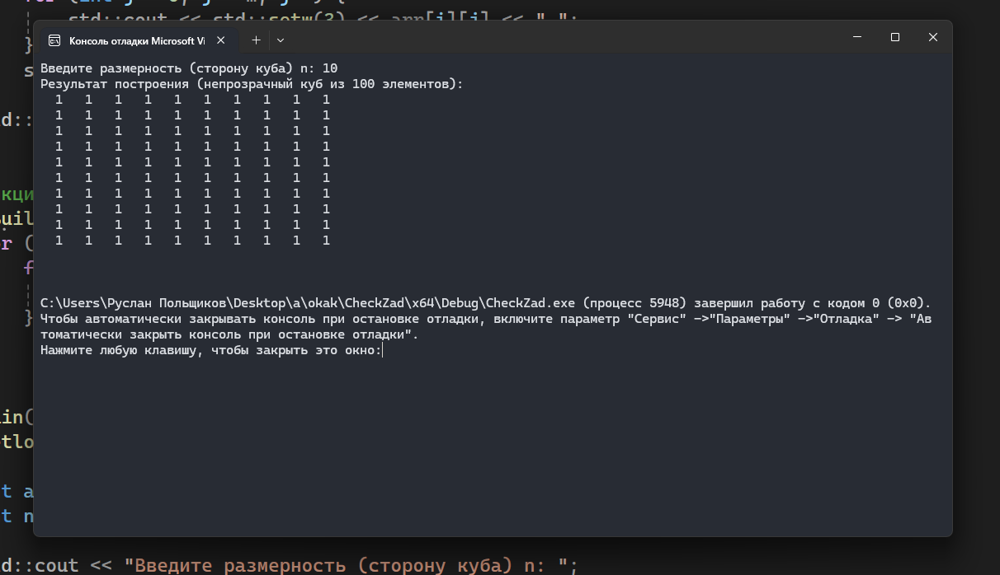 std::cout << std::setw(3) << arr[i][j] << " ";
}
s
Консоль отладки Microsoft Vi
Введите размерность (сторону куба) n: 10
Результат построения (непрозрачный куб из 100 элементов):
1 1 1 1 1 1 1 1 1 1
1 1 1 1 1 1 1 1 1 1
1 1 1 1 1 1 1 1 1 1
1 1 1 1 1 1 1 1 1 1
1 1 1 1 1 1 1 1 1 1
1 1 1 1 1 1 1 1 1 1
1 1 1 1 1 1 1 1 1 1
1 1 1 1 1 1 1 1 1 1
1 1 1 1 1 1 1 1 1 1
1 1 1 1 1 1 1 1 1 1
d::
кци
uil
r (
f
}
C:\Users\Руслан Польщиков\Desktop\a\okak\CheckZad\x64\Debug\CheckZad.exe (процесс 5948) завершил работу с кодом 0 (0x0).
Чтобы автоматически закрывать консоль при остановке отладки, включите параметр "Сервис" ->"Параметры" ->"Отладка" -> "Ав
томатически закрыть консоль при остановке отладки".
Нажмите любую клавишу, чтобы закрыть это окно:
in(
tlo
t a
t n
d::cout << "Введите размерность (сторону куба) n: ";